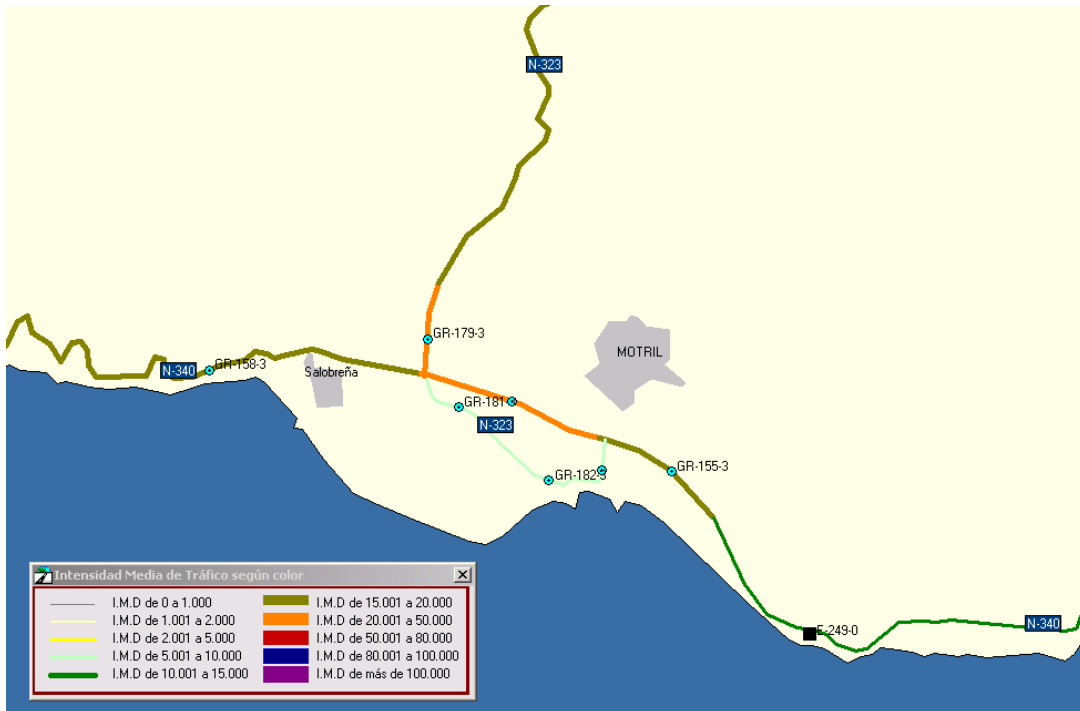 N-323
GR-179-3
MOTRIL
GR-158-3
N-340
Salobreña
GR-181-
N-323
GR-155-3
GR-182-3
Intensidad Media de Tráfico según color
I.M.D de 0 a 1.000
I.M.D de 1.001 a 2.000
I.M.D de 2.001 a 5.000
I.M.D de 5.001 a 10.000
I.M.D de 10.001 a 15.000
I.M.D de 15.001 a 20.000
I.M.D de 20.001 a 50.000
I.M.D de 50.001 a 80.000
I.M.D de 80.001 a 100.000
I.M.D de más de 100.000
E-249-0
N-340